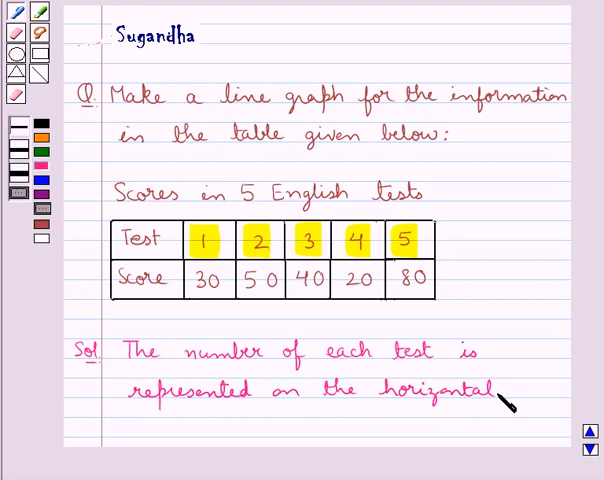 Sugandha
Q. Make a line graph for the information
in the table given below:
Scores in 5 English tests
Test 1 2 3 4 5
Score 30 50 40 20 80
Sol. The number of each test is
represented on the horizantal